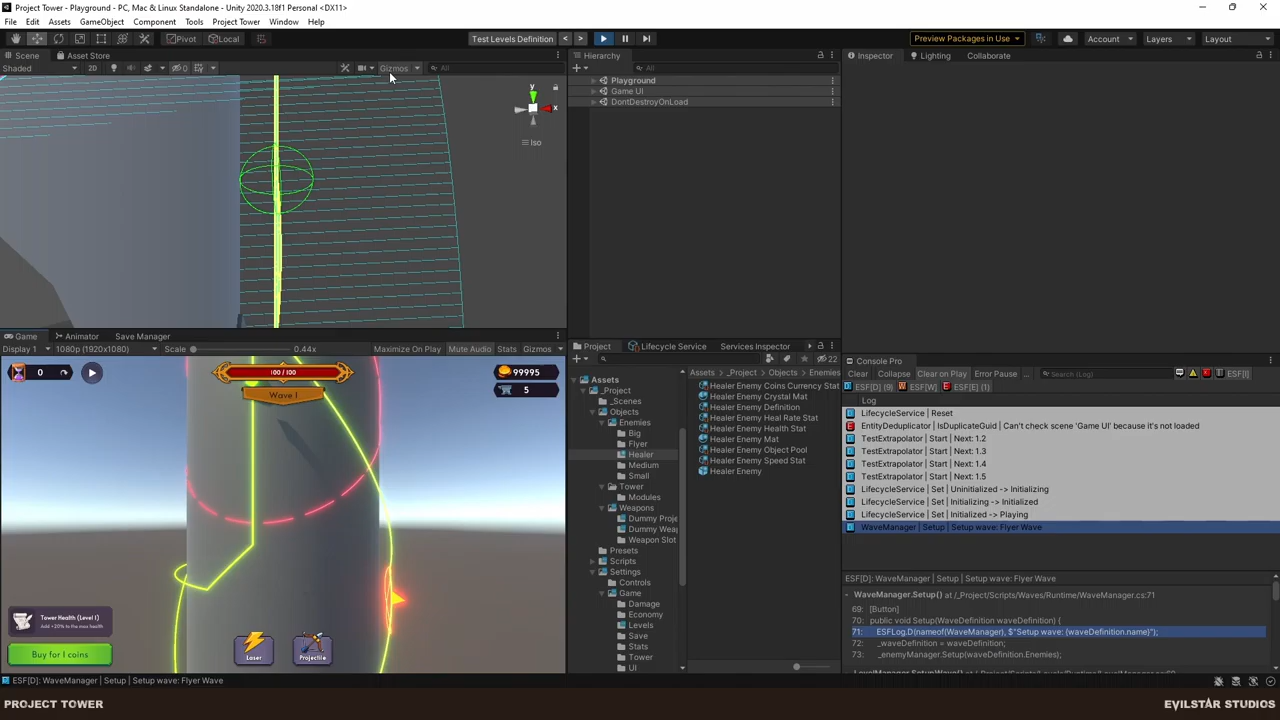 Project Tower - Playground - PC, Mac & Linux Standalone - Unity 2020.3.18f1 Personal* <DX11>
File Edit Assets GameObject Component Tools Project Tower Window Help
Pivot Local
Test Levels Definition
Preview Packages in Use
Account Layers Layout
Scene Asset Store
Shaded 2D 0 Gizmos All
y
x
Iso
Hierarchy
All
Playground
Game UI
DontDestroyOnLoad
Inspector Lighting Collaborate
Game Animator Save Manager
Display 1 1080p (1920x1080) Scale 0.44x Maximize On Play Mute Audio Stats Gizmos
0
100 / 100
Wave 1
99995
5
Tower Health (Level 1)
Add +20% to the max health
Buy for 1 coins
Laser
Projectile
Project Lifecycle Service Services Inspector
22
Assets
_Project
_Scenes
Objects
Enemies
Big
Flyer
Healer
Medium
Small
Tower
Modules
Weapons
Dummy Proje
Dummy Weap
Weapon Slot
Presets
Scripts
Settings
Controls
Game
Damage
Economy
Levels
Save
Stats
Tower
UI
Assets > _Project > Objects > Enemies
Healer Enemy Coins Currency Stat
Healer Enemy Crystal Mat
Healer Enemy Definition
Healer Enemy Heal Rate Stat
Healer Enemy Health Stat
Healer Enemy Mat
Healer Enemy Object Pool
Healer Enemy Speed Stat
Healer Enemy
Console Pro
Clear Collapse Clear on Play Error Pause ... Search (Log) ESF[I]
ESF[D] (9) ESF[W] ESF[E] (1)
Log
LifecycleService | Reset
EntityDeduplicator | IsDuplicateGuid | Can't check scene 'Game UI' because it's not loaded
TestExtrapolator | Start | Next: 1.2
TestExtrapolator | Start | Next: 1.3
TestExtrapolator | Start | Next: 1.4
TestExtrapolator | Start | Next: 1.5
LifecycleService | Set | Uninitialized -> Initializing
LifecycleService | Set | Initializing -> Initialized
LifecycleService | Set | Initialized -> Playing
WaveManager | Setup | Setup wave: Flyer Wave
ESF[D]: WaveManager | Setup | Setup wave: Flyer Wave
WaveManager.Setup() at /_Project/Scripts/Waves/Runtime/WaveManager.cs:71
69: [Button]
70: public void Setup(WaveDefinition waveDefinition) {
71: ESFLog.D(nameof(WaveManager), $"Setup wave: {waveDefinition.name}");
72: _waveDefinition = waveDefinition;
73: _enemyManager.Setup(waveDefinition.Enemies);
ESF[D]: WaveManager | Setup | Setup wave: Flyer Wave
PROJECT TOWER
EVILSTAR STUDIOS